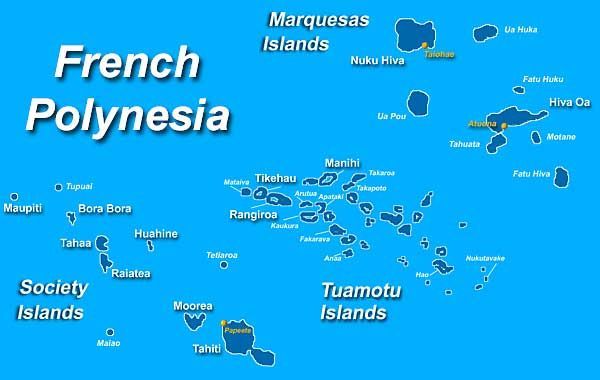 French
Polynesia
Marquesas
Islands
Nuku Hiva
Taiohae
Ua Huka
Ua Pou
Fatu Huku
Hiva Oa
Atuona
Tahuata
Motane
Fatu Hiva
Manihi
Takaroa
Mataiva
Tikehau
Takapoto
Arutua
Apataki
Rangiroa
Kaukura
Fakarava
Anaa
Nukutavake
Hao
Tuamotu
Islands
Tupuai
Maupiti
Bora Bora
Tahaa
Huahine
Raiatea
Tetiaroa
Society
Islands
Moorea
Papeete
Tahiti
Maiao